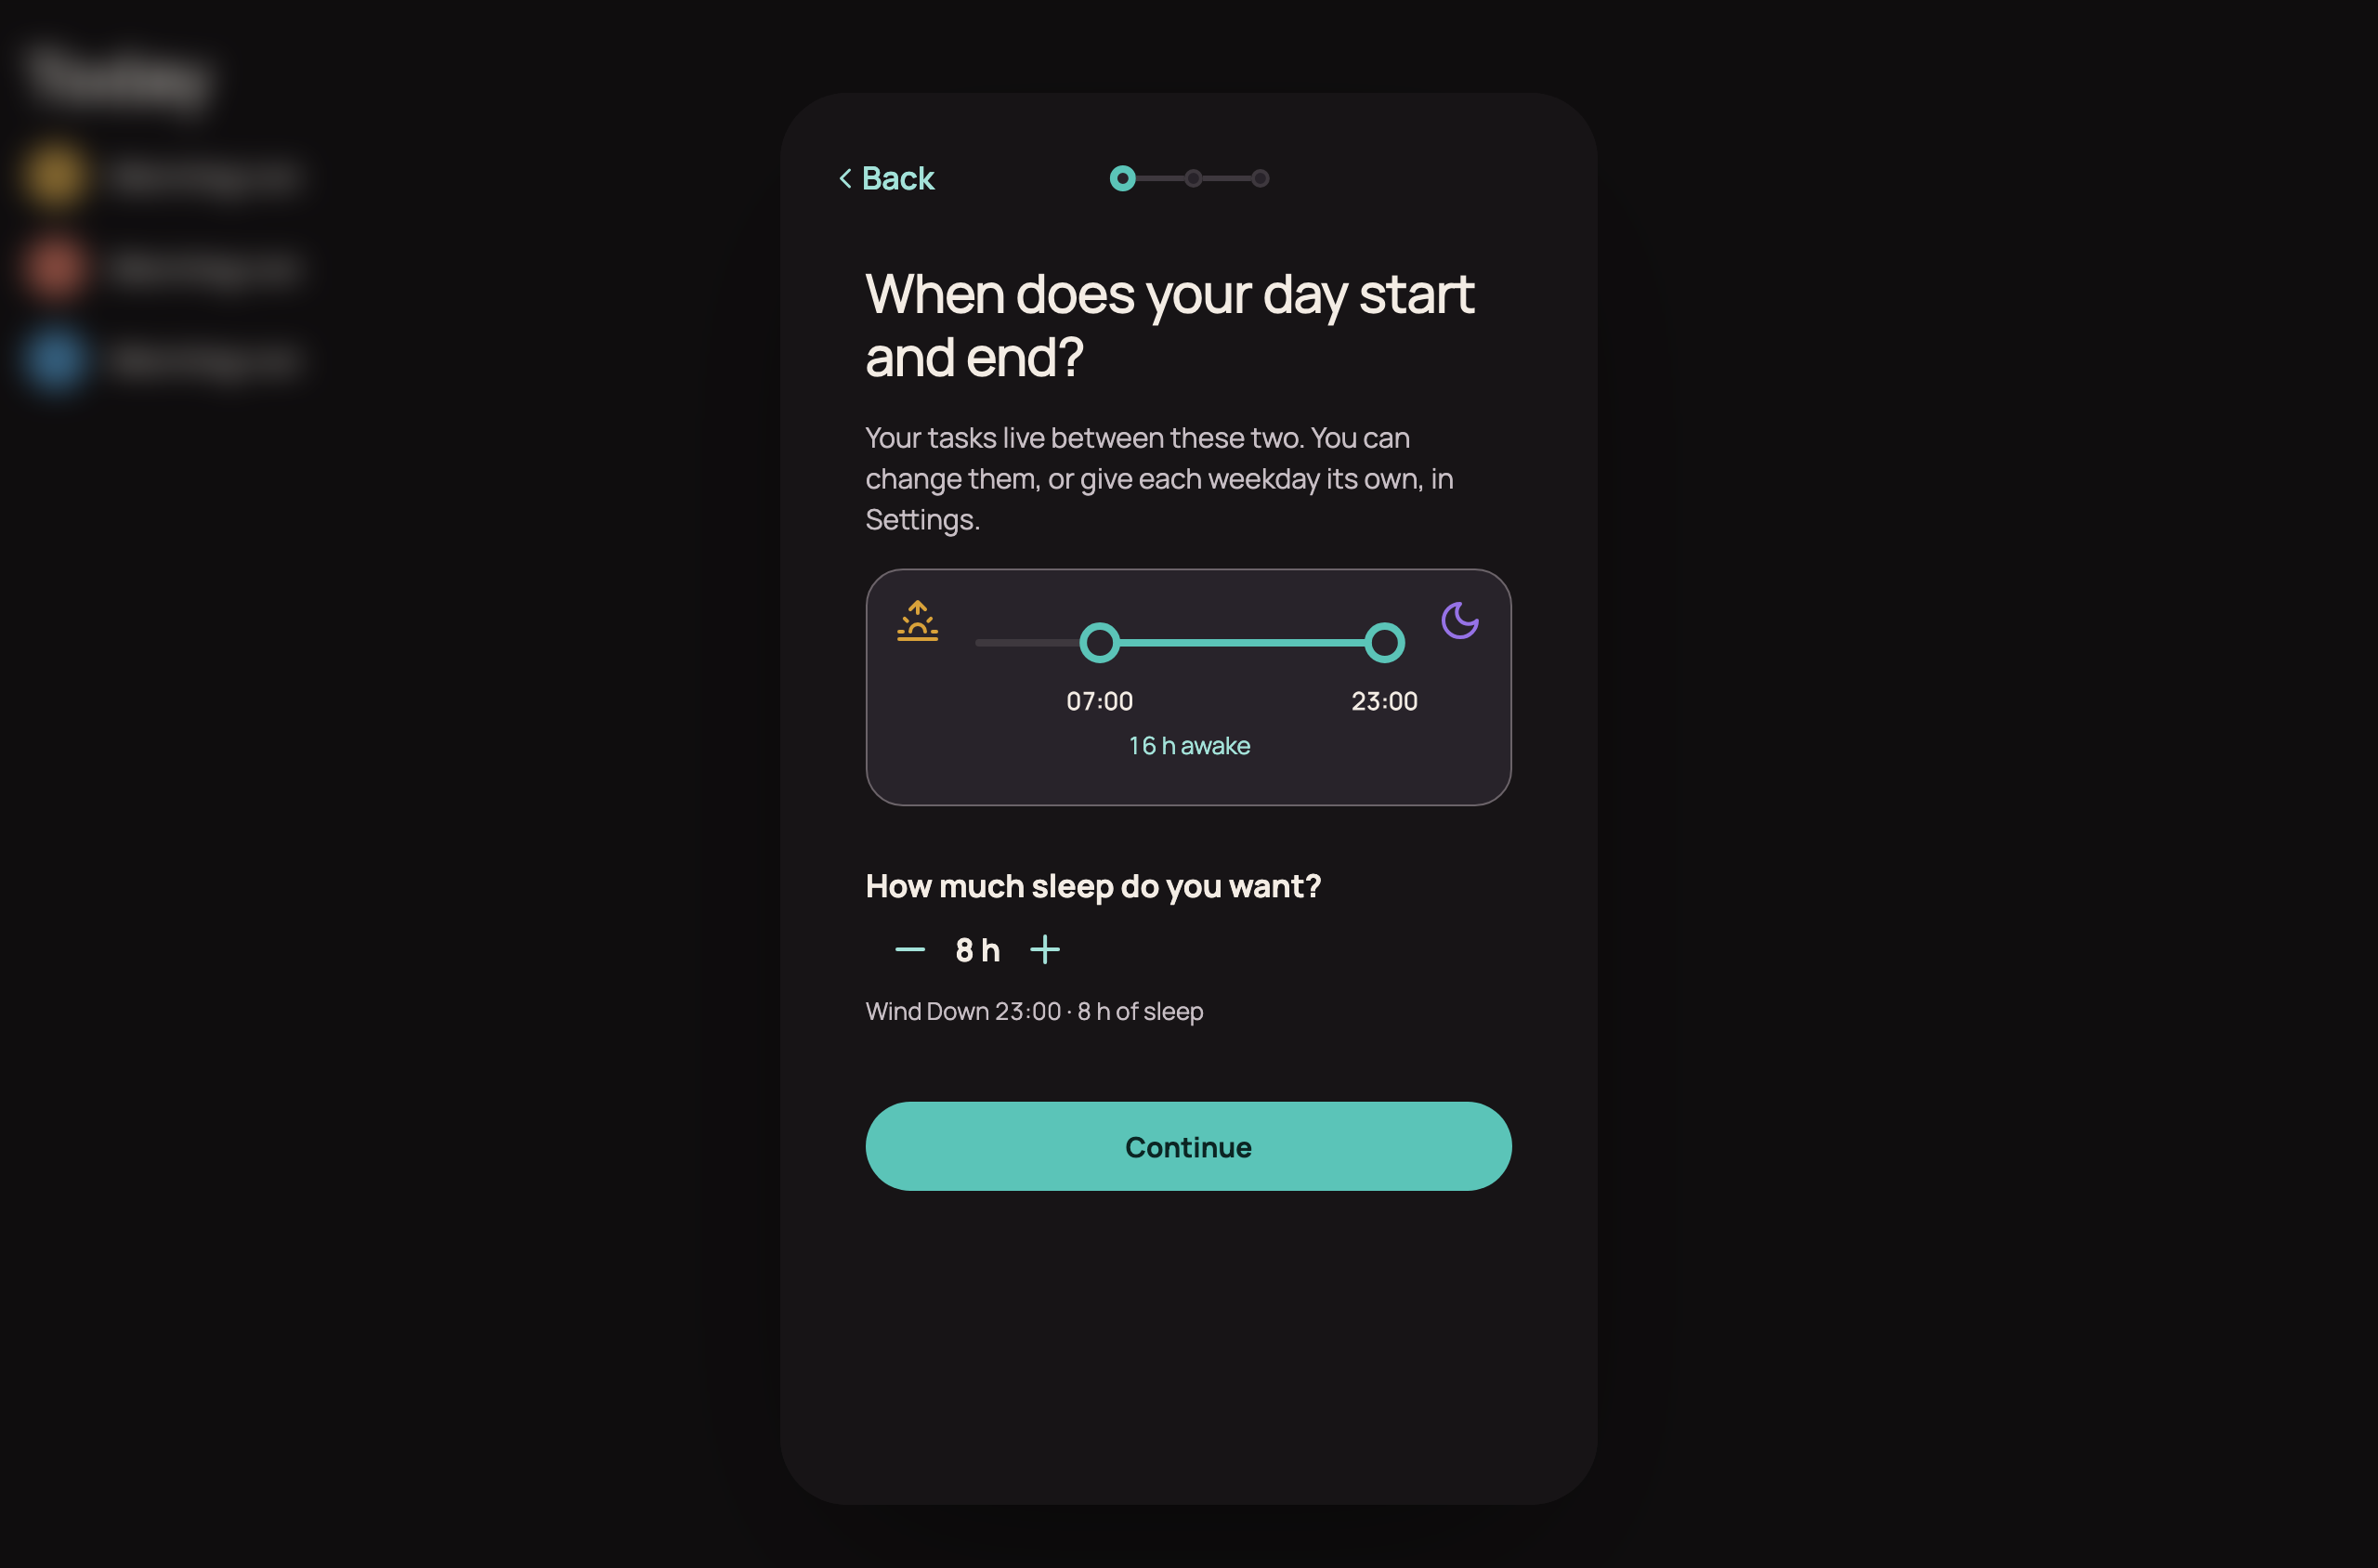 Today
Back
When does your day start
and end?
Your tasks live between these two. You can
change them, or give each weekday its own, in
Settings.
07:00
23:00
16 h awake
How much sleep do you want?
8 h
Wind Down 23:00 · 8 h of sleep
Continue